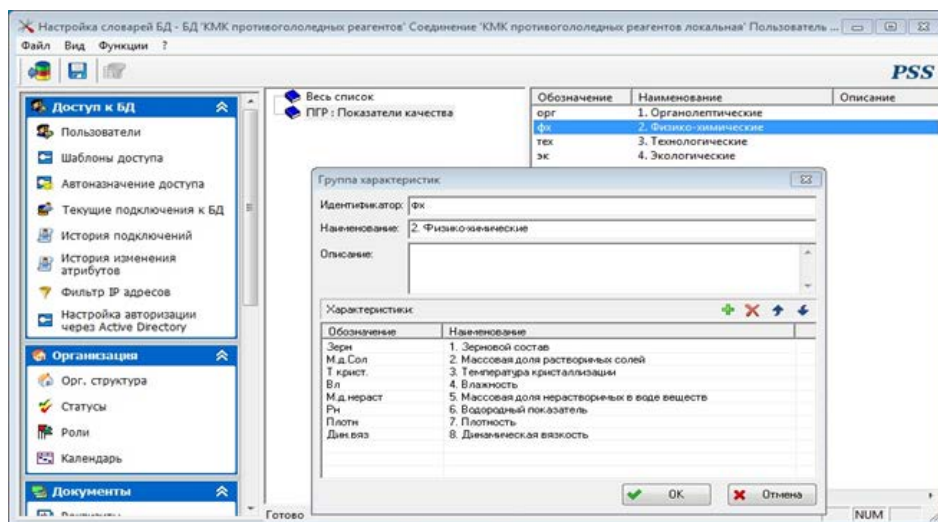 Настройка словарей БД - БД 'КМК противогололедных реагентов' Соединение 'КМК противогололедных реагентов локальная' Пользователь ...
Файл Вид Функции ?
PSS
Доступ к БД
Пользователи
Шаблоны доступа
Автоназначение доступа
Текущие подключения к БД
История подключений
История изменения
атрибутов
Фильтр IP адресов
Настройка авторизации
через Active Directory
Организация
Орг. структура
Статусы
Роли
Календарь
Документы
Весь список
ПГР : Показатели качества
Обозначение Наименование Описание
орг 1. Органолептические
фх 2. Физико-химические
тех 3. Технологические
эк 4. Экологические
Группа характеристик
Идентификатор: фх
Наименование: 2. Физико-химические
Описание:
Характеристики:
Обозначение Наименование
Зерн 1. Зерновой состав
М.д.Сол 2. Массовая доля растворимых солей
Т крист. 3. Температура кристаллизации
Вл 4. Влажность
М.д.нераст 5. Массовая доля нерастворимых в воде веществ
Рн 6. Водородный показатель
Плотн 7. Плотность
Дин.вяз 8. Динамическая вязкость
OK Отмена
Готово NUM